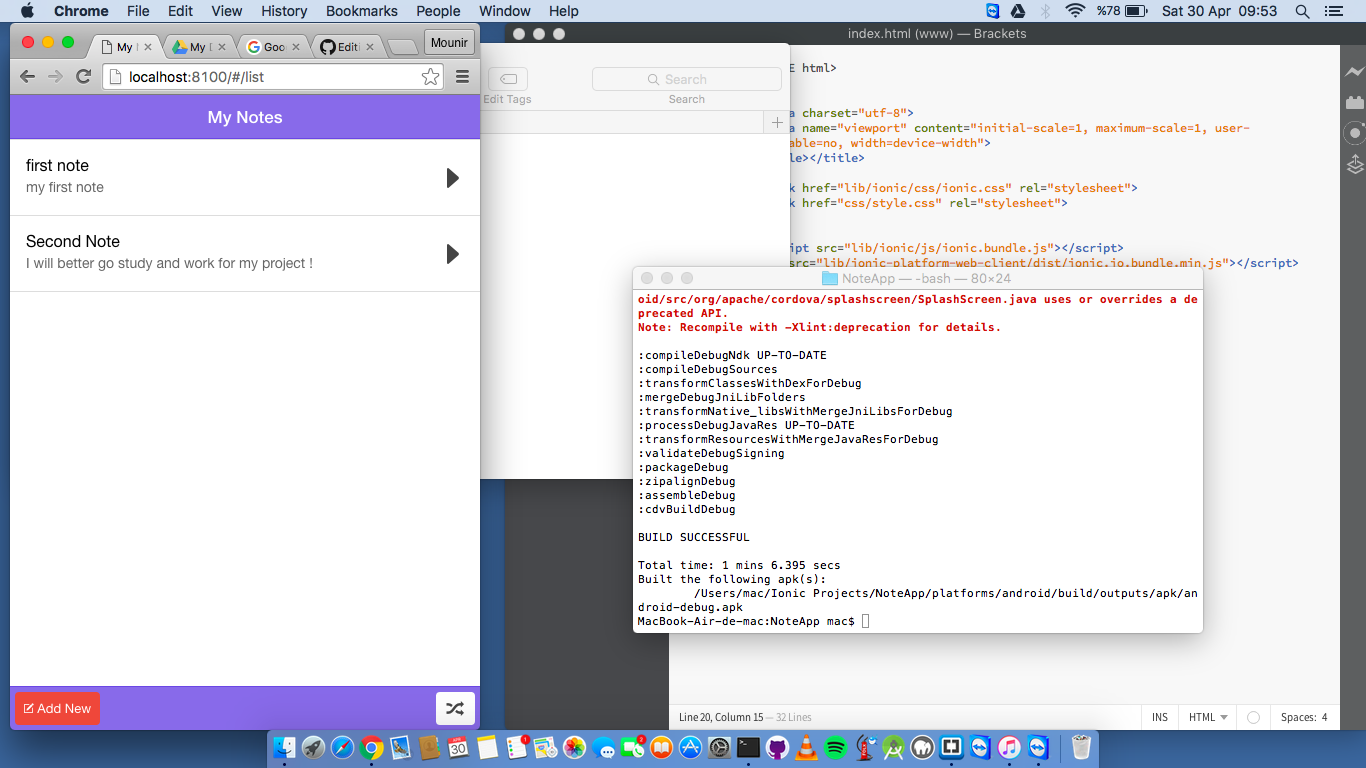 Chrome File Edit View History Bookmarks People Window Help %78 Sat 30 Apr 09:53
My My Goo Editi Mounir
localhost:8100/#/list
My Notes
first note
my first note
Second Note
I will better go study and work for my project !
Add New
Edit Tags
Search
Search
index.html (www) — Brackets
E html>
a charset="utf-8">
a name="viewport" content="initial-scale=1, maximum-scale=1, user-
able=no, width=device-width">
le></title>
k href="lib/ionic/css/ionic.css" rel="stylesheet">
k href="css/style.css" rel="stylesheet">
ipt src="lib/ionic/js/ionic.bundle.js"></script>
src="lib/ionic-platform-web-client/dist/ionic.io.bundle.min.js"></script>
NoteApp — -bash — 80×24
oid/src/org/apache/cordova/splashscreen/SplashScreen.java uses or overrides a de
precated API.
Note: Recompile with -Xlint:deprecation for details.
:compileDebugNdk UP-TO-DATE
:compileDebugSources
:transformClassesWithDexForDebug
:mergeDebugJniLibFolders
:transformNative_libsWithMergeJniLibsForDebug
:processDebugJavaRes UP-TO-DATE
:transformResourcesWithMergeJavaResForDebug
:validateDebugSigning
:packageDebug
:zipalignDebug
:assembleDebug
:cdvBuildDebug
BUILD SUCCESSFUL
Total time: 1 mins 6.395 secs
Built the following apk(s):
/Users/mac/Ionic Projects/NoteApp/platforms/android/build/outputs/apk/an
droid-debug.apk
MacBook-Air-de-mac:NoteApp mac$
Line 20, Column 15 — 32 Lines INS HTML Spaces: 4
30